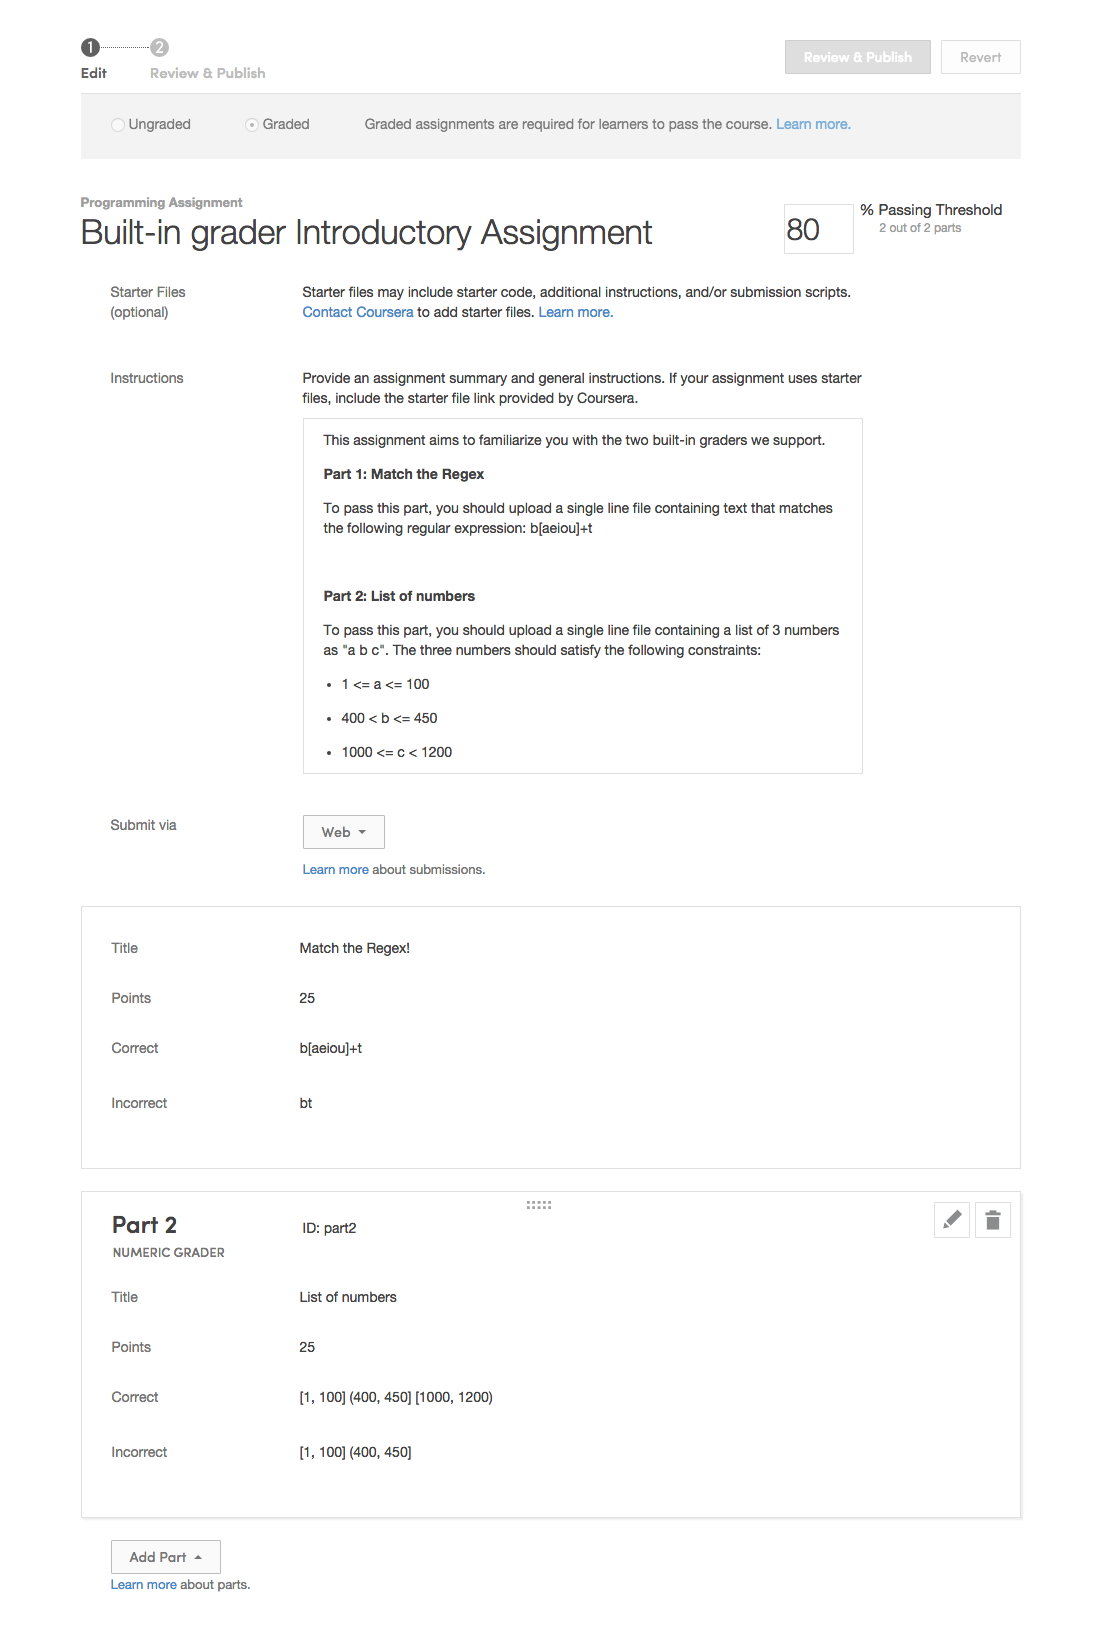 1 2
Edit Review & Publish
Review & Publish Revert
Ungraded Graded Graded assignments are required for learners to pass the course. Learn more.
Programming Assignment
Built-in grader Introductory Assignment
80 % Passing Threshold
2 out of 2 parts
Starter Files
(optional)
Starter files may include starter code, additional instructions, and/or submission scripts.
Contact Coursera to add starter files. Learn more.
Instructions
Provide an assignment summary and general instructions. If your assignment uses starter
files, include the starter file link provided by Coursera.
This assignment aims to familiarize you with the two built-in graders we support.
Part 1: Match the Regex
To pass this part, you should upload a single line file containing text that matches
the following regular expression: b[aeiou]+t
Part 2: List of numbers
To pass this part, you should upload a single line file containing a list of 3 numbers
as "a b c". The three numbers should satisfy the following constraints:
• 1 <= a <= 100
• 400 < b <= 450
• 1000 <= c < 1200
Submit via Web
Learn more about submissions.
Title Match the Regex!
Points 25
Correct b[aeiou]+t
Incorrect bt
Part 2 ID: part2
NUMERIC GRADER
Title List of numbers
Points 25
Correct [1, 100] (400, 450] [1000, 1200)
Incorrect [1, 100] (400, 450]
Add Part
Learn more about parts.